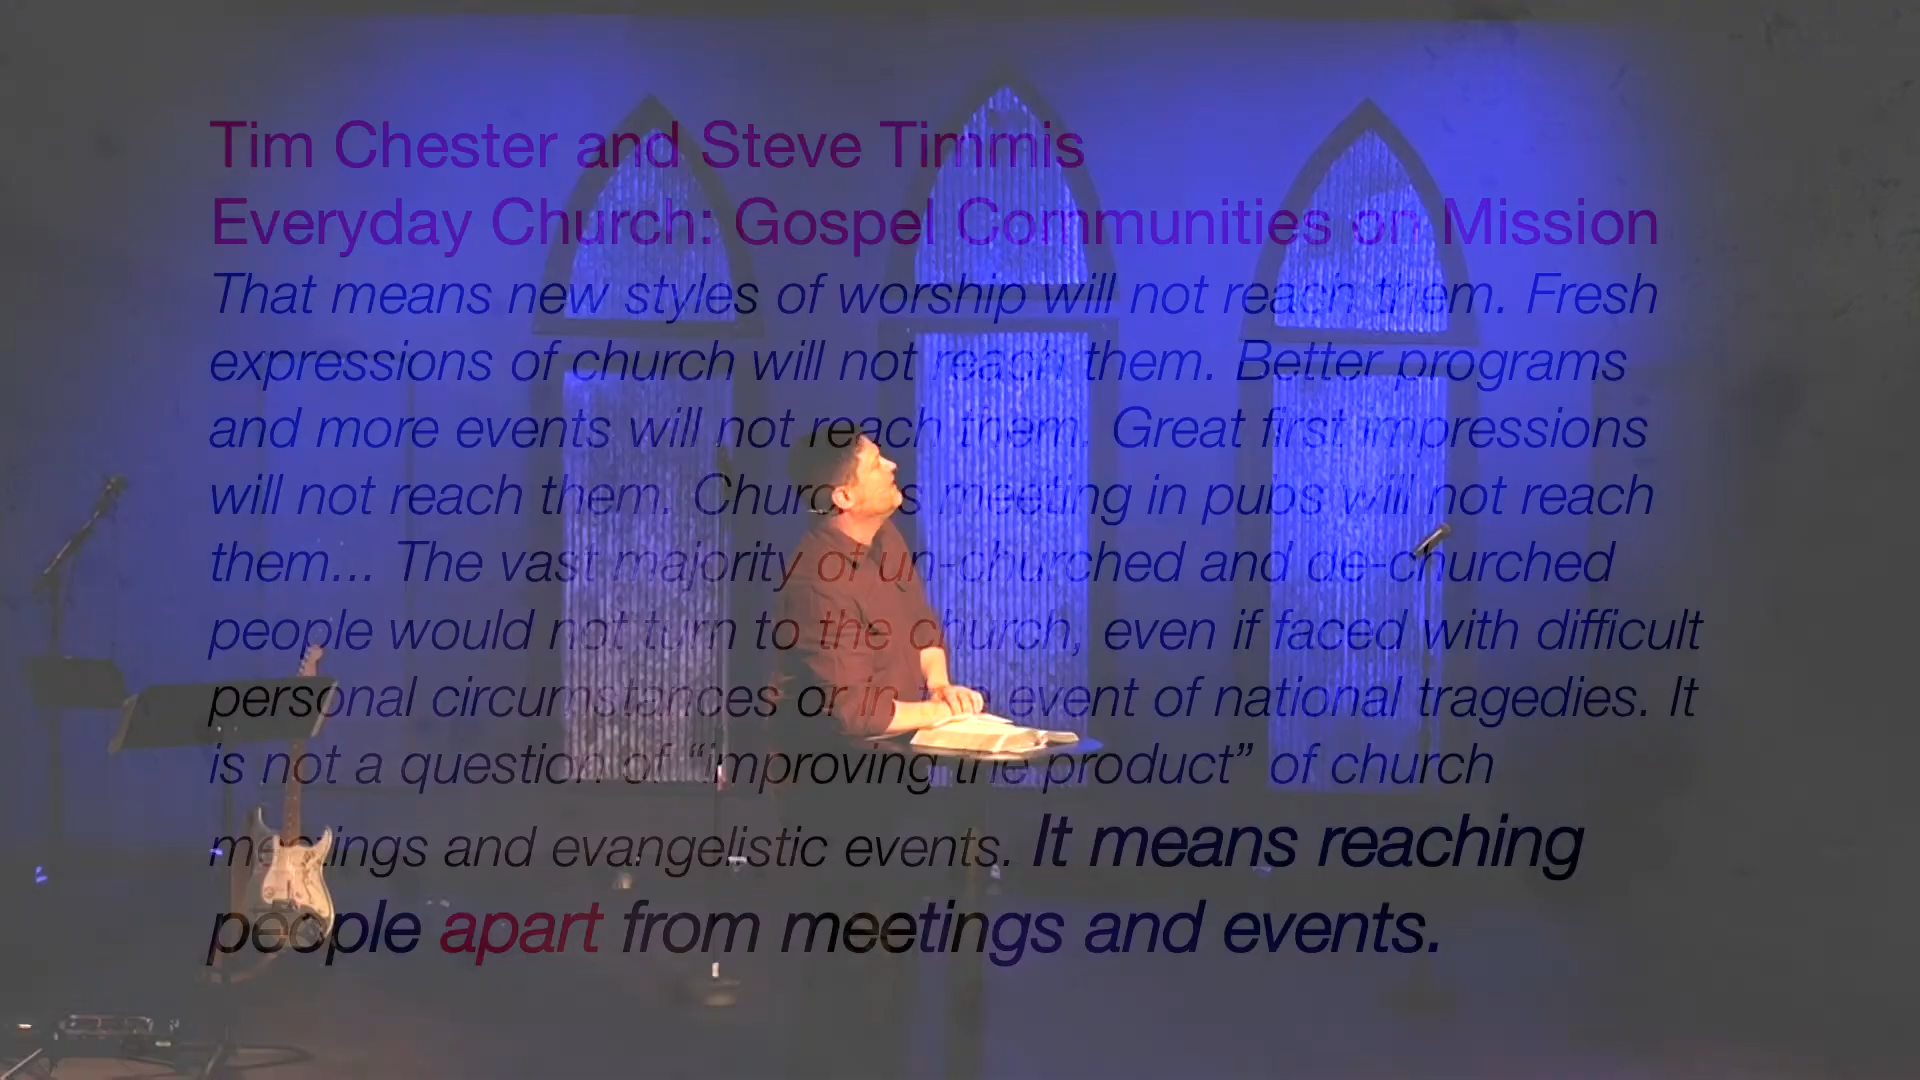 Tim Chester and Steve Timmis
Everyday Church: Gospel Communities on Mission
That means new styles of worship will not reach them. Fresh
expressions of church will not reach them. Better programs
and more events will not reach them. Great first impressions
will not reach them. Churches meeting in pubs will not reach
them... The vast majority of un-churched and de-churched
people would not turn to the church, even if faced with difficult
personal circumstances or in the event of national tragedies. It
is not a question of “improving the product” of church
meetings and evangelistic events. It means reaching
people apart from meetings and events.